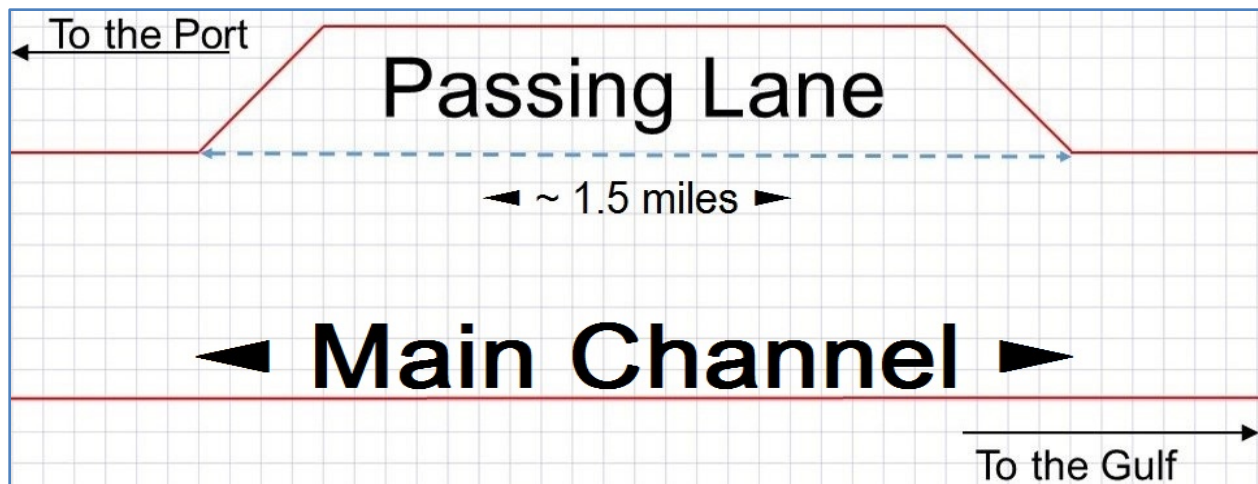 To the Port
Passing Lane
~ 1.5 miles
Main Channel
To the Gulf